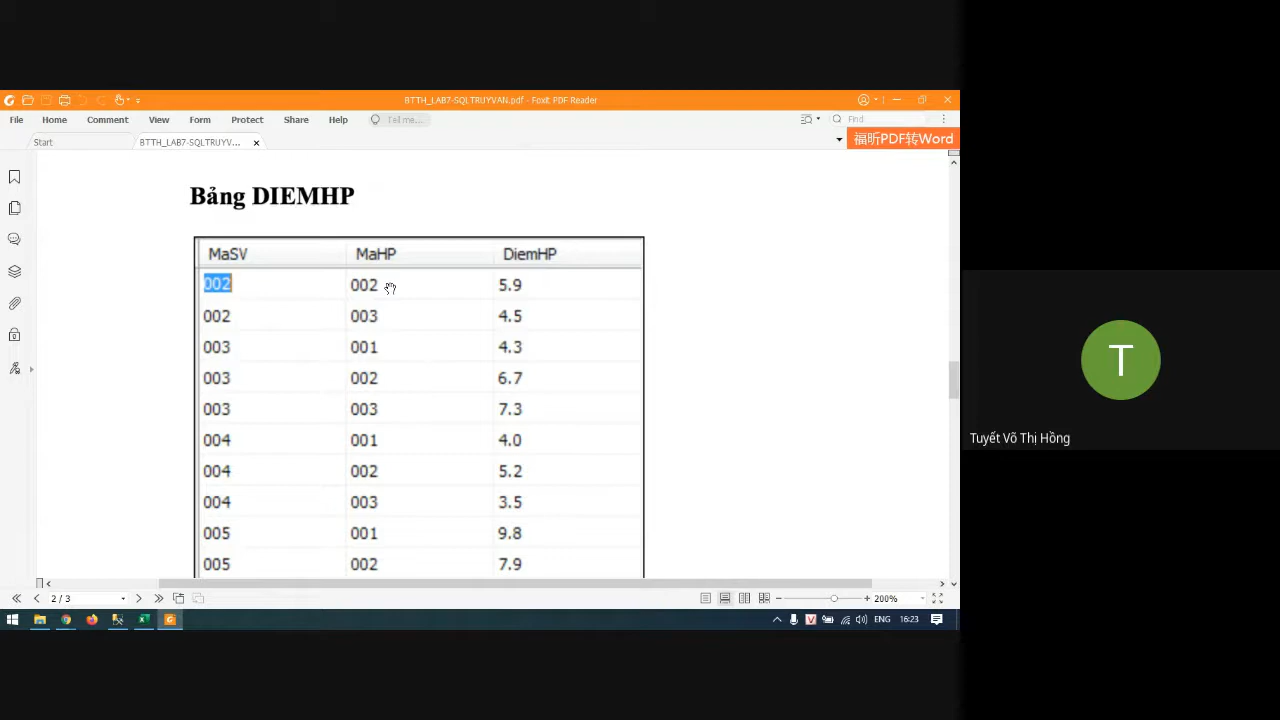 BTTH_LAB7-SQLTRUYVAN.pdf - Foxit PDF Reader
File Home Comment View Form Protect Share Help Tell me... Find
Start BTTH_LAB7-SQLTRUYV... 福昕PDF转Word
Bảng DIEMHP
MaSV MaHP DiemHP
002 002 5.9
002 003 4.5
003 001 4.3
003 002 6.7
003 003 7.3
004 001 4.0
004 002 5.2
004 003 3.5
005 001 9.8
005 002 7.9
2 / 3 200%
V ENG 16:23
T
Tuyết Võ Thị Hồng